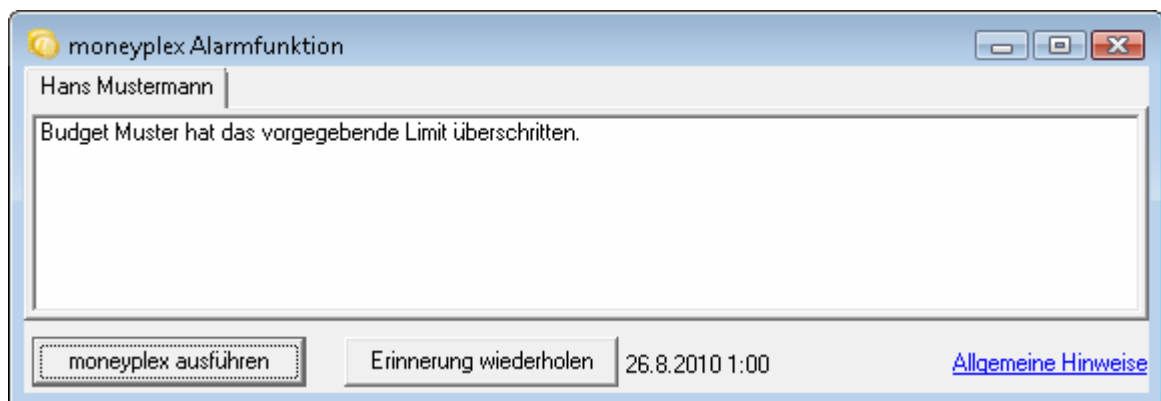 moneyplex Alarmfunktion
Hans Mustermann
Budget Muster hat das vorgegebende Limit überschritten.
moneyplex ausführen Erinnerung wiederholen 26.8.2010 1:00 Allgemeine Hinweise